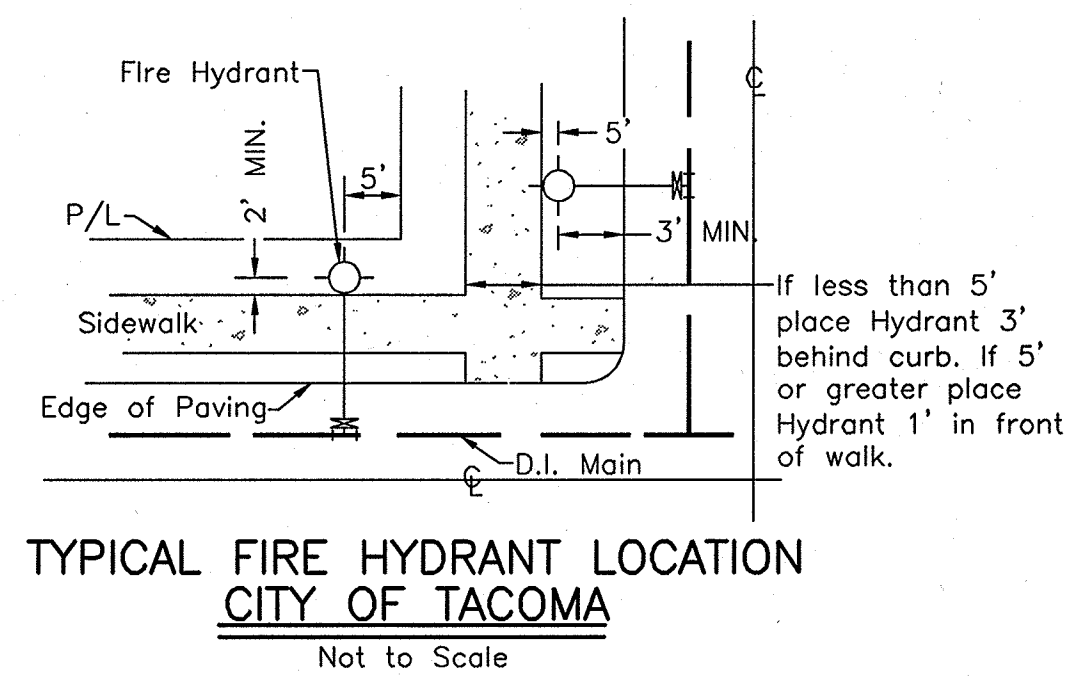 FIre Hydrant
2' MIN.
5'
P/L
5'
3' MIN.
℄
Sidewalk
If less than 5'
place Hydrant 3'
behind curb. If 5'
or greater place
Hydrant 1' in front
of walk.
Edge of Paving
D.I. Main
℄
TYPICAL FIRE HYDRANT LOCATION
CITY OF TACOMA
Not to Scale